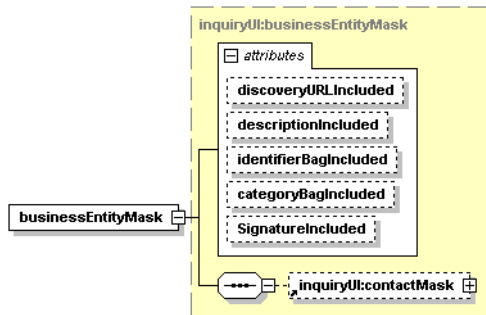 inquiryUI:businessEntityMask
attributes
discoveryURLIncluded
descriptionIncluded
identifierBagIncluded
categoryBagIncluded
SignatureIncluded
businessEntityMask
inquiryUI:contactMask